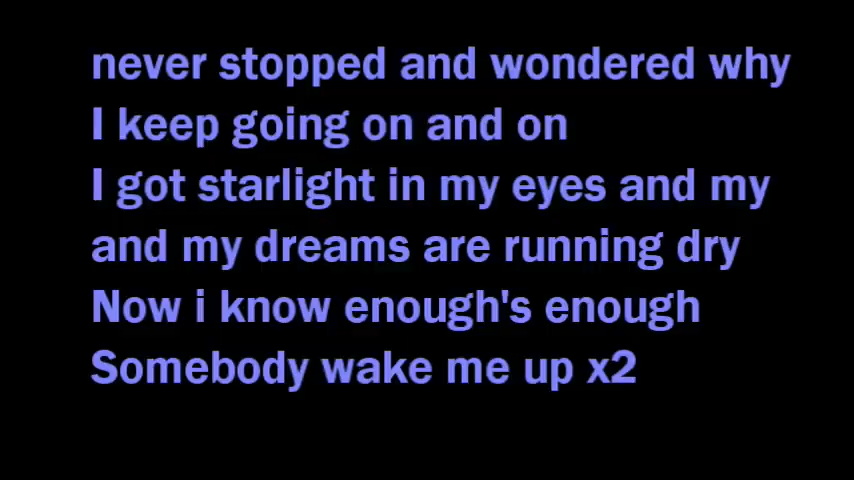 never stopped and wondered why
I keep going on and on
I got starlight in my eyes and my
and my dreams are running dry
Now i know enough's enough
Somebody wake me up x2